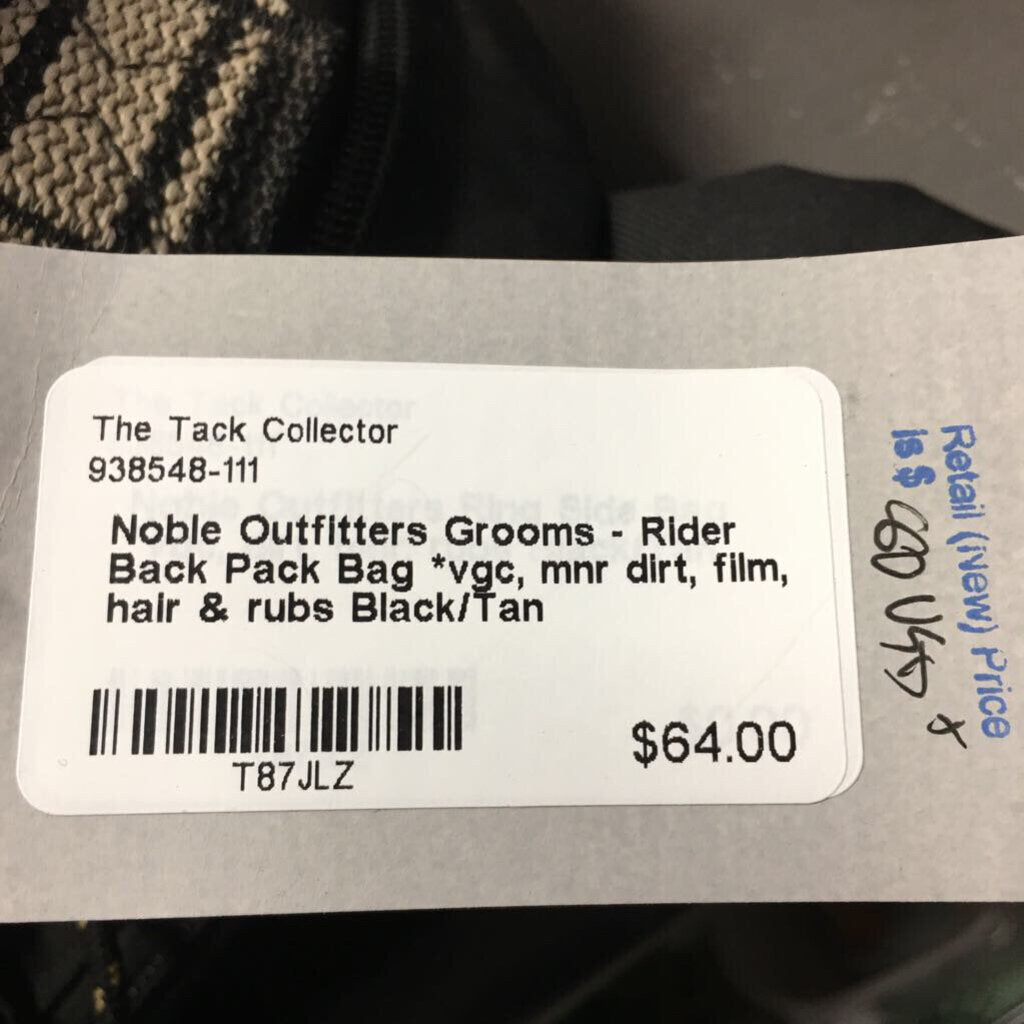 The Tack Collector
938548-111
Noble Outfitters Grooms - Rider
Back Pack Bag *vgc, mnr dirt, film,
hair & rubs Black/Tan
T87JLZ
$64.00
Retail (New) Price
is $ USD